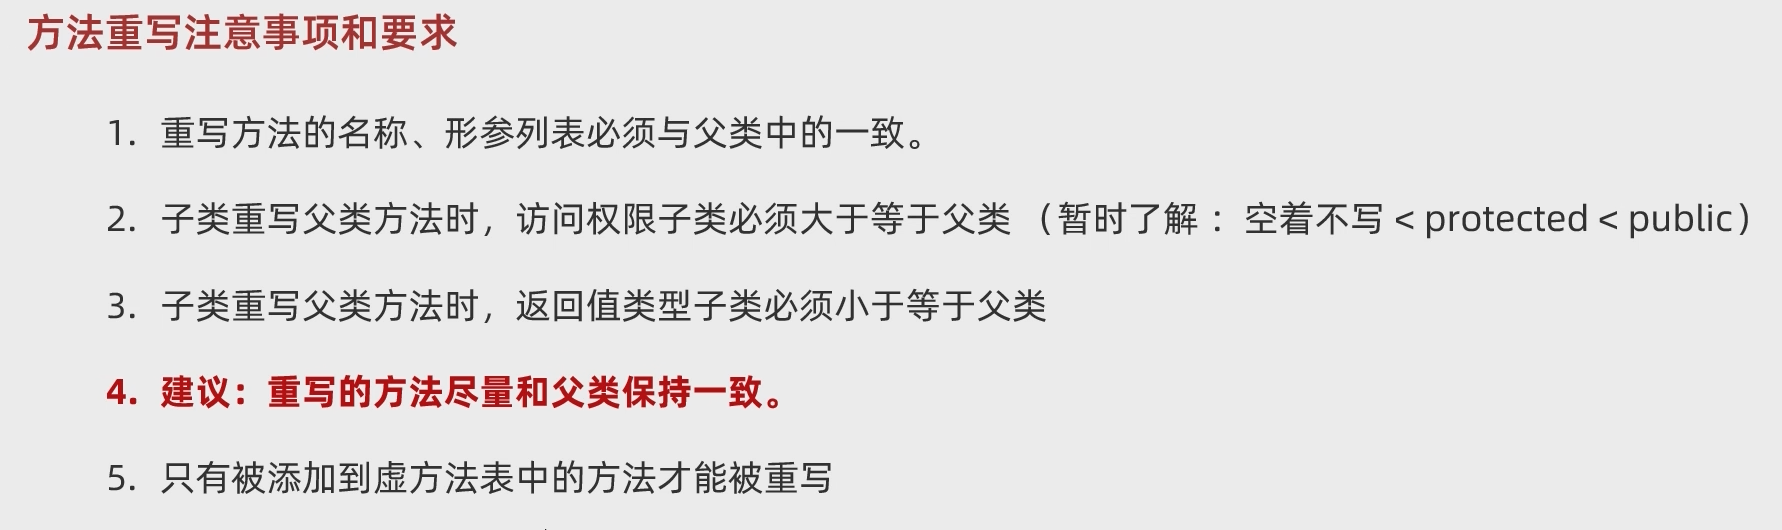 方法重写注意事项和要求
1. 重写方法的名称、形参列表必须与父类中的一致。
2. 子类重写父类方法时，访问权限子类必须大于等于父类 （暂时了解 ：空着不写 < protected < public）
3. 子类重写父类方法时，返回值类型子类必须小于等于父类
4. 建议：重写的方法尽量和父类保持一致。
5. 只有被添加到虚方法表中的方法才能被重写